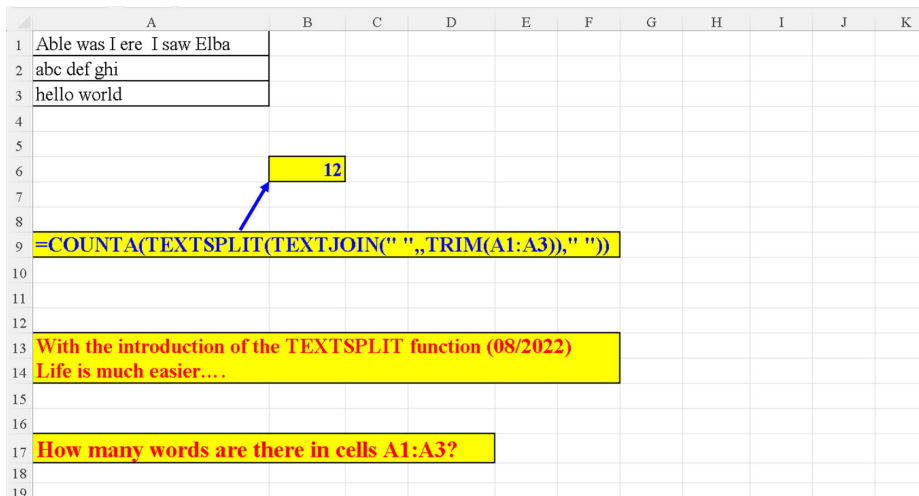 A B C D E F G H I J K
1 Able was I ere  I saw Elba
2 abc def ghi
3 hello world
4
5
6 12
7
8
9 =COUNTA(TEXTSPLIT(TEXTJOIN(" ",,TRIM(A1:A3))," "))
10
11
12
13 With the introduction of the TEXTSPLIT function (08/2022)
14 Life is much easier….
15
16
17 How many words are there in cells A1:A3?
18
19